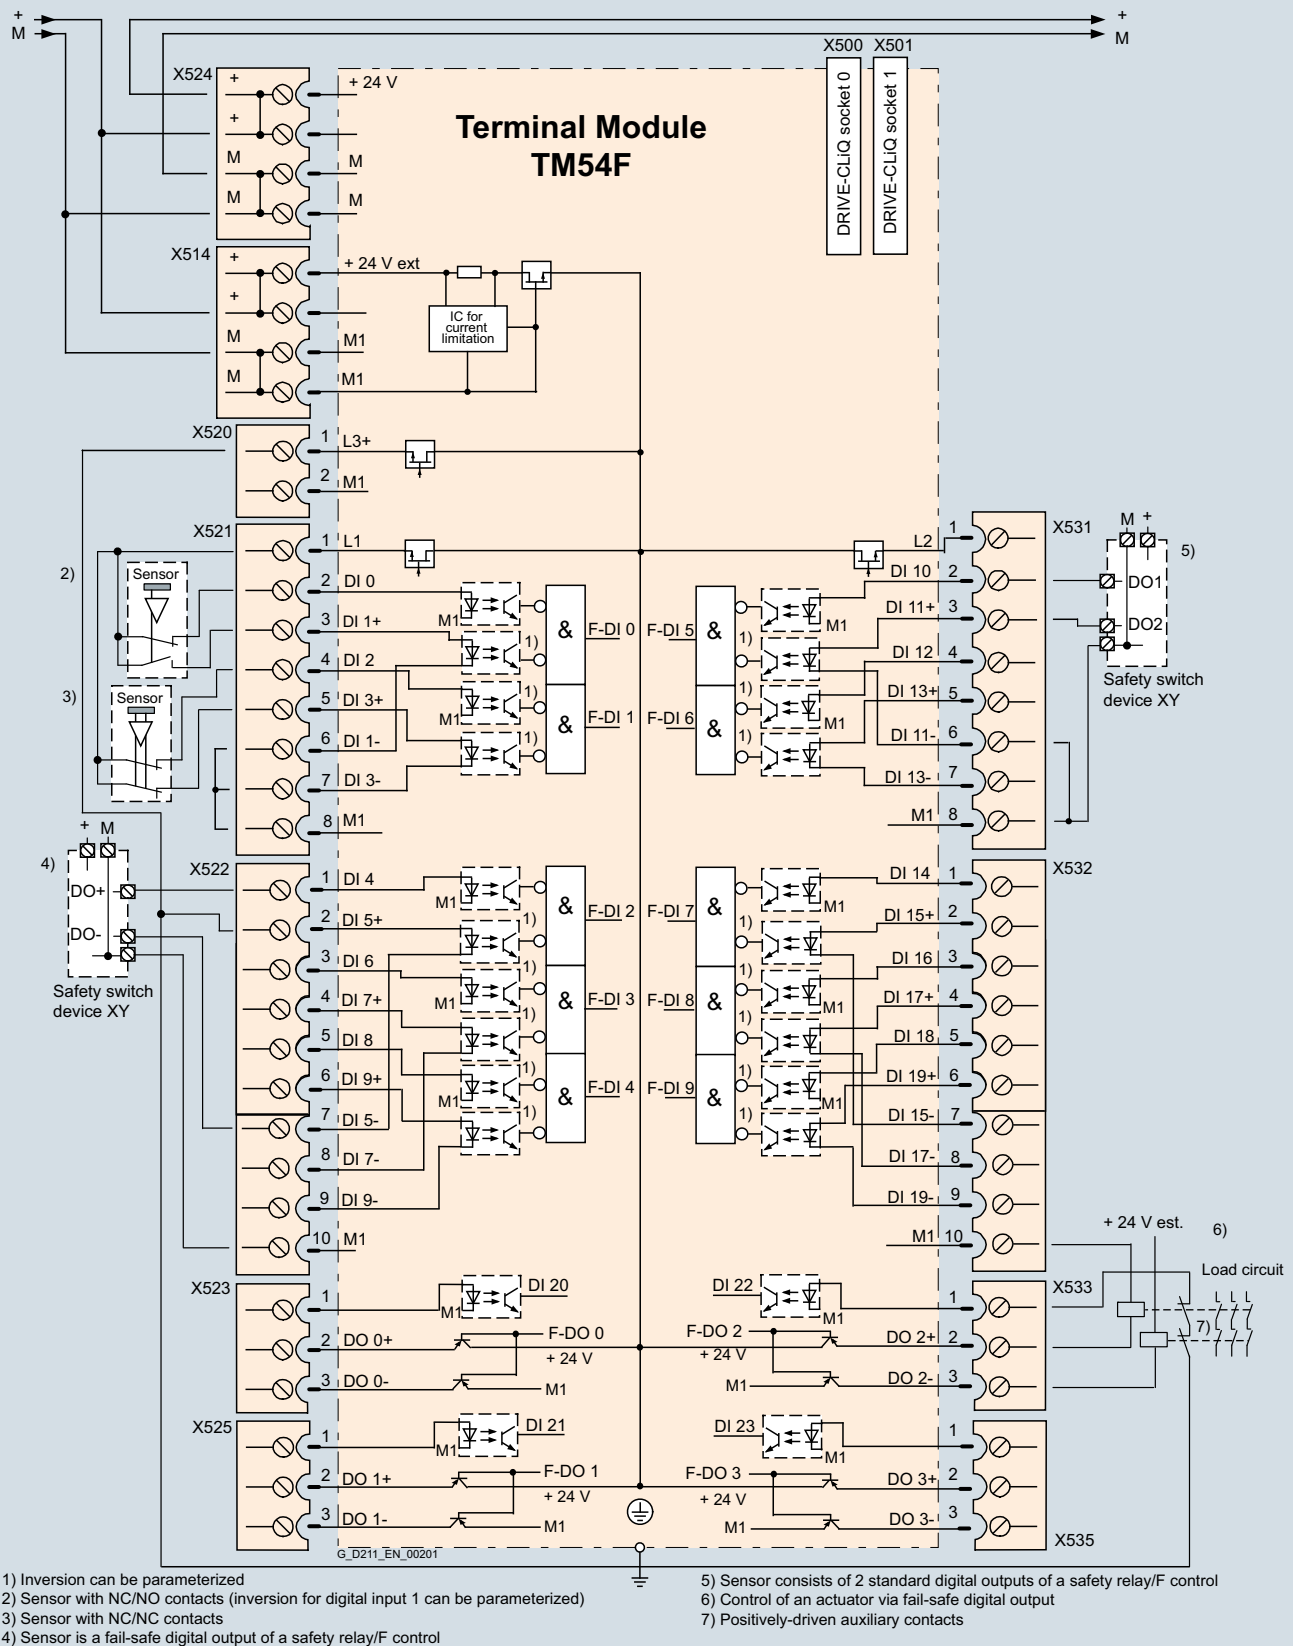 +
M
+
M
X500
X501
DRIVE-CLiQ socket 0
DRIVE-CLiQ socket 1
Terminal Module
TM54F
X524
+
+
M
M
+ 24 V
M
M
X514
+
+
M
M
+ 24 V ext
M1
M1
IC for
current
limitation
X520
1
L3+
2
M1
X521
1
L1
2
DI 0
3
DI 1+
4
DI 2
5
DI 3+
6
DI 1-
7
DI 3-
8
M1
2)
Sensor
3)
Sensor
M1
1)
&
F-DI 0
M1
1)
1)
&
F-DI 1
L2
1
X531
DI 10
2
DI 11+
3
DI 12
4
DI 13+
5
DI 11-
6
DI 13-
7
M1
8
F-DI 5
&
1)
M1
F-DI 6
&
1)
1)
M1
M
+
5)
DO1
DO2
Safety switch
device XY
4)
+
M
DO+
DO-
Safety switch
device XY
X522
1
DI 4
2
DI 5+
3
DI 6
4
DI 7+
5
DI 8
6
DI 9+
7
DI 5-
8
DI 7-
9
DI 9-
10
M1
M1
1)
&
F-DI 2
M1
1)
1)
&
F-DI 3
M1
1)
1)
&
F-DI 4
X532
DI 14
1
DI 15+
2
DI 16
3
DI 17+
4
DI 18
5
DI 19+
6
DI 15-
7
DI 17-
8
DI 19-
9
M1
10
F-DI 7
&
1)
M1
F-DI 8
&
1)
1)
M1
F-DI 9
&
1)
1)
M1
X523
1
M1
DI 20
2
DO 0+
F-DO 0
+ 24 V
3
DO 0-
M1
DI 22
M1
1
X533
F-DO 2
+ 24 V
DO 2+
2
M1
DO 2-
3
+ 24 V est.
6)
Load circuit
7)
X525
1
M1
DI 21
2
DO 1+
F-DO 1
+ 24 V
3
DO 1-
M1
DI 23
M1
1
F-DO 3
+ 24 V
DO 3+
2
M1
DO 3-
3
X535
G_D211_EN_00201
1) Inversion can be parameterized
2) Sensor with NC/NO contacts (inversion for digital input 1 can be parameterized)
3) Sensor with NC/NC contacts
4) Sensor is a fail-safe digital output of a safety relay/F control
5) Sensor consists of 2 standard digital outputs of a safety relay/F control
6) Control of an actuator via fail-safe digital output
7) Positively-driven auxiliary contacts